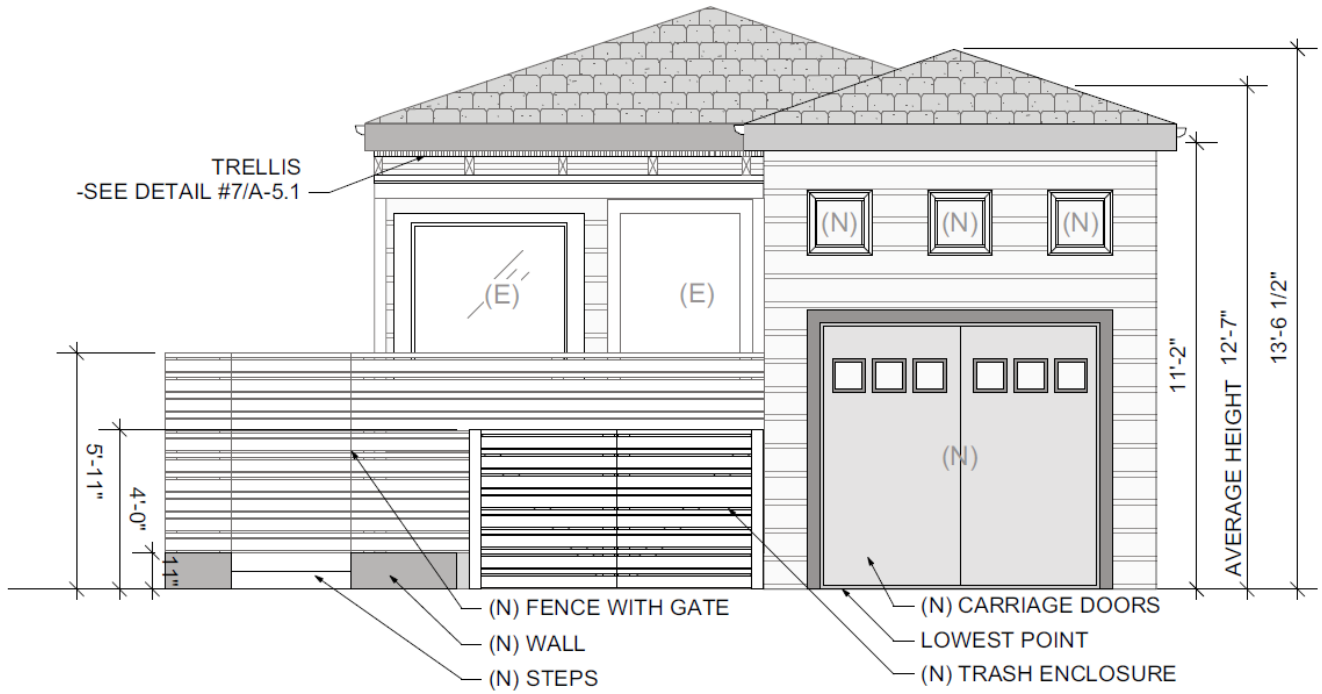 TRELLIS
-SEE DETAIL #7/A-5.1
(N)
(N)
(N)
(E)
(E)
(N)
11'-2"
AVERAGE HEIGHT 12'-7"
13'-6 1/2"
5'-11"
4'-0"
11"
(N) FENCE WITH GATE
(N) WALL
(N) STEPS
(N) CARRIAGE DOORS
LOWEST POINT
(N) TRASH ENCLOSURE